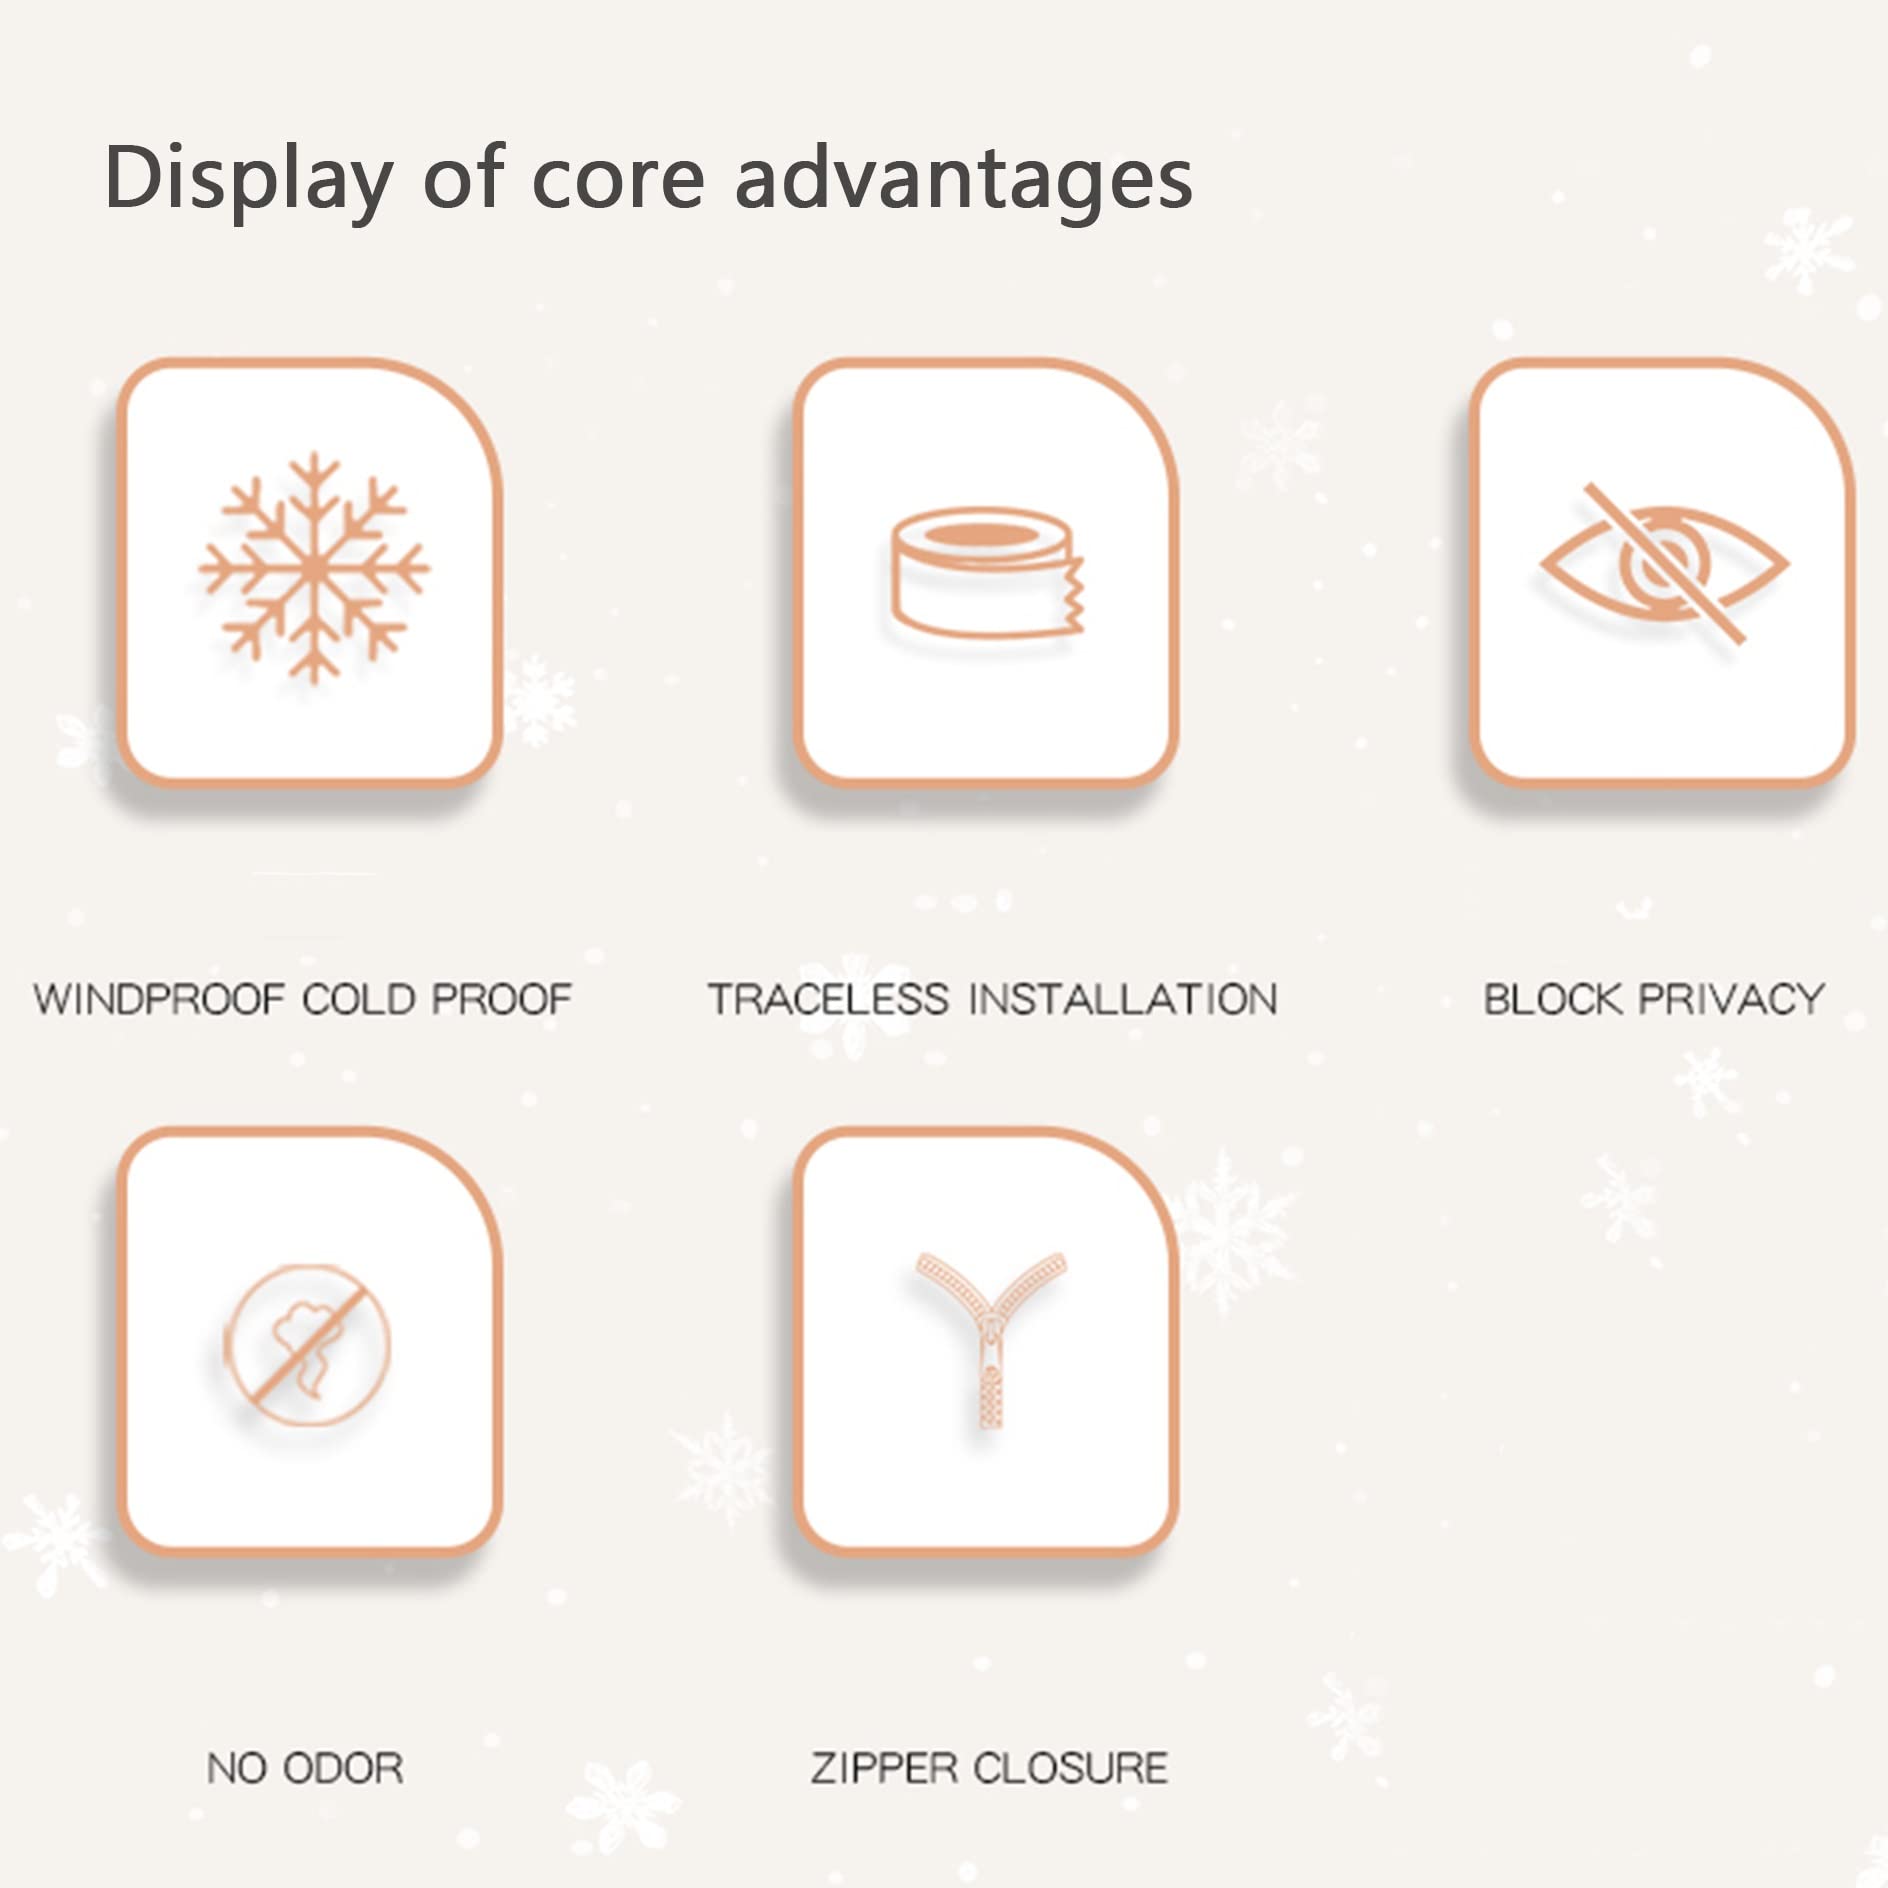 Display of core advantages
WINDPROOF COLD PROOF
TRACELESS INSTALLATION
BLOCK PRIVACY
NO ODOR
ZIPPER CLOSURE